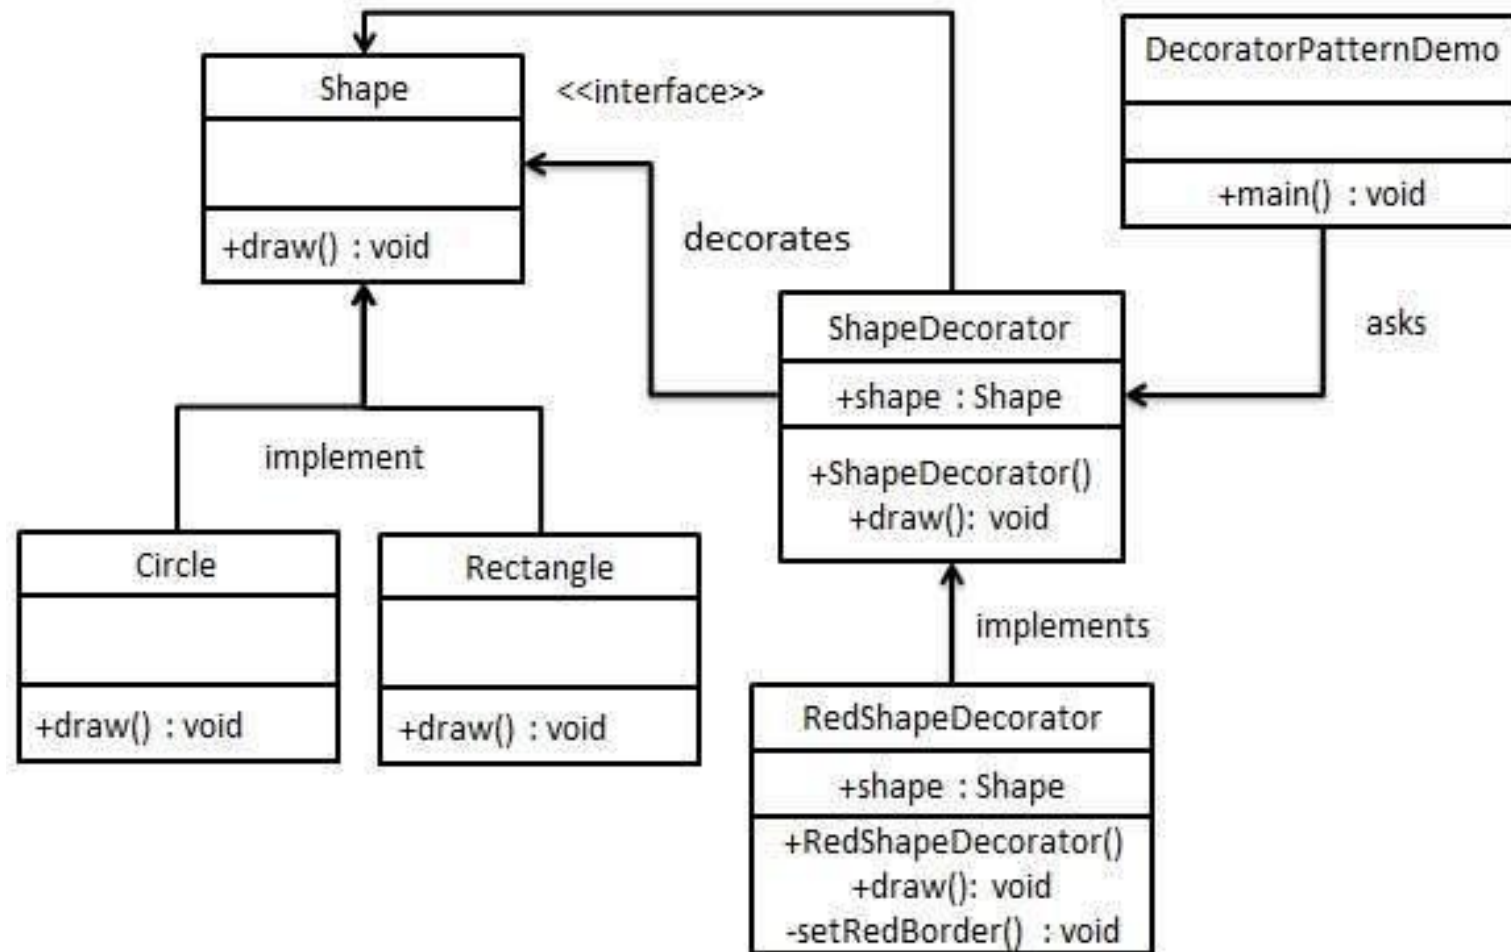 Shape
<<interface>>
+draw() : void
DecoratorPatternDemo
+main() : void
decorates
asks
ShapeDecorator
+shape : Shape
+ShapeDecorator()
+draw(): void
implement
Circle
+draw() : void
Rectangle
+draw() : void
implements
RedShapeDecorator
+shape : Shape
+RedShapeDecorator()
+draw(): void
-setRedBorder() : void